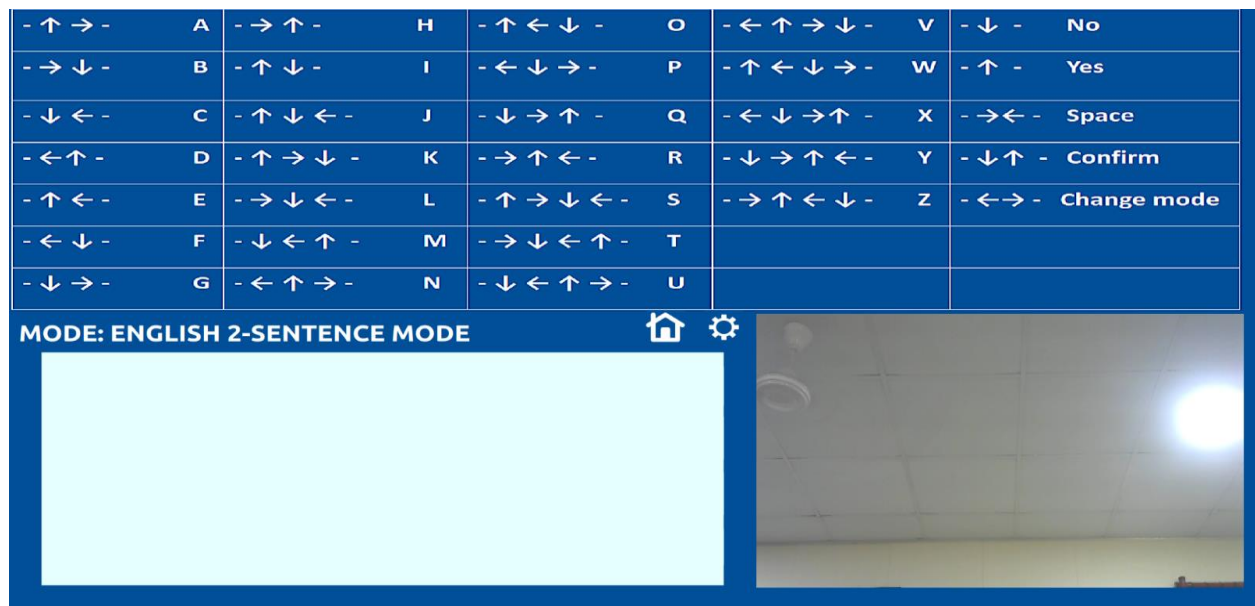 - ↑ → - A - → ↑ - H - ↑ ← ↓ - O - ← ↑ → ↓ - V - ↓ - No
- → ↓ - B - ↑ ↓ - I - ← ↓ → - P - ↑ ← ↓ → - W - ↑ - Yes
- ↓ ← - C - ↑ ↓ ← - J - ↓ → ↑ - Q - ← ↓ → ↑ - X - → ← - Space
- ← ↑ - D - ↑ → ↓ - K - → ↑ ← - R - ↓ → ↑ ← - Y - ↓ ↑ - Confirm
- ↑ ← - E - → ↓ ← - L - ↑ → ↓ ← - S - → ↑ ← ↓ - Z - ← → - Change mode
- ← ↓ - F - ↓ ← ↑ - M - → ↓ ← ↑ - T
- ↓ → - G - ← ↑ → - N - ↓ ← ↑ → - U
MODE: ENGLISH 2-SENTENCE MODE